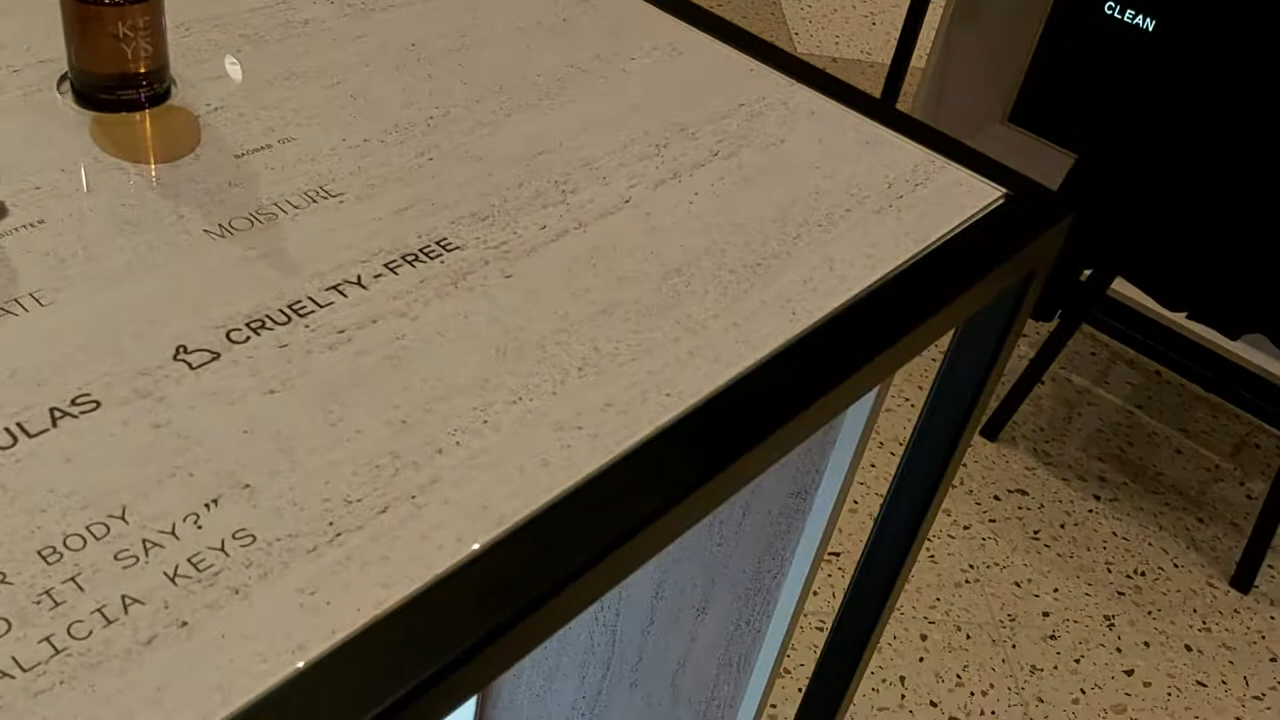 CLEAN
KEYS
BAOBAB OIL
MOISTURE
BUTTER
ATE
CRUELTY-FREE
ULAS
R BODY
D IT SAY?”
ALICIA KEYS